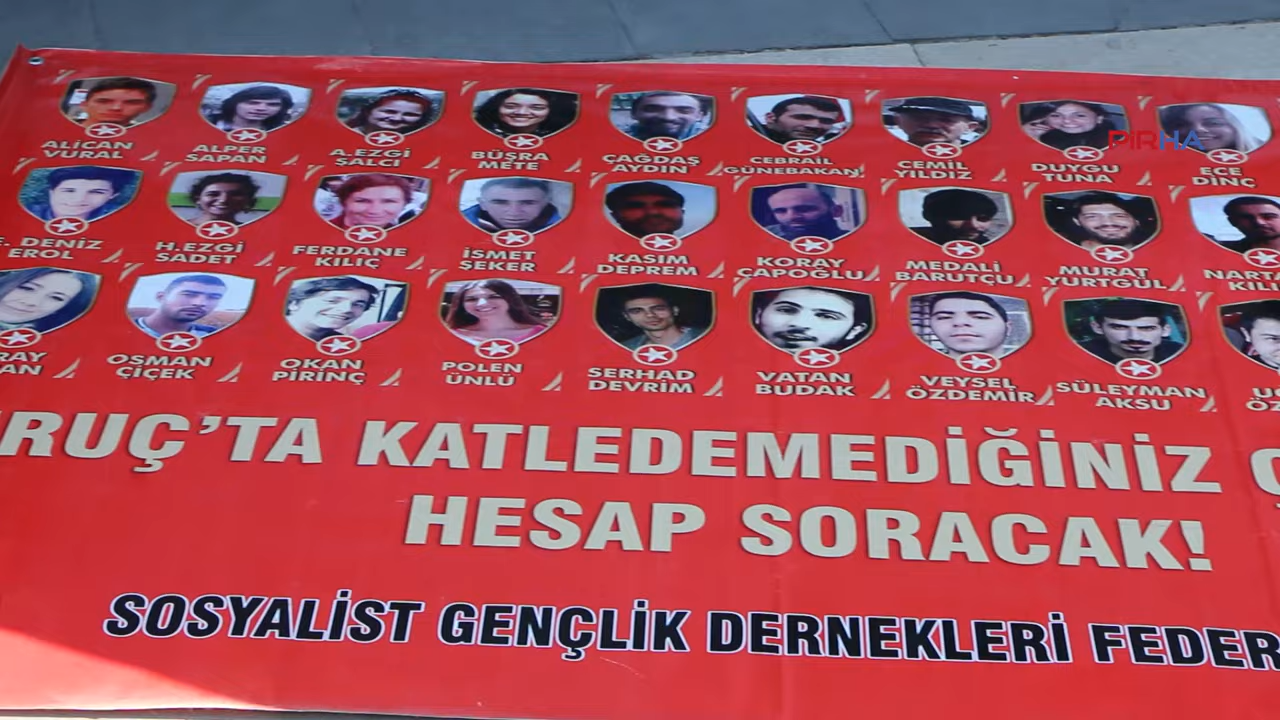 ALİCAN VURAL
ALPER SAPAN
A.EZGİ ŞALCI
BÜŞRA METE
ÇAĞDAŞ AYDIN
CEBRAİL GÜNEBAKAN
CEMİL YILDIZ
DUYGU TUNA
ECE DİNÇ
PİRHA
DENİZ EROL
H.EZGİ SADET
FERDANE KILIÇ
İSMET ŞEKER
KASIM DEPREM
KORAY ÇAPOĞLU
MEDALİ BARUTÇU
MURAT YURTGÜL
OSMAN ÇİÇEK
OKAN PİRİNÇ
POLEN ÜNLÜ
SERHAD DEVRİM
VATAN BUDAK
VEYSEL ÖZDEMİR
SÜLEYMAN AKSU
RUÇ'TA KATLEDEMEDİĞİNİZ
HESAP SORACAK!
SOSYALİST GENÇLİK DERNEKLERİ FEDER